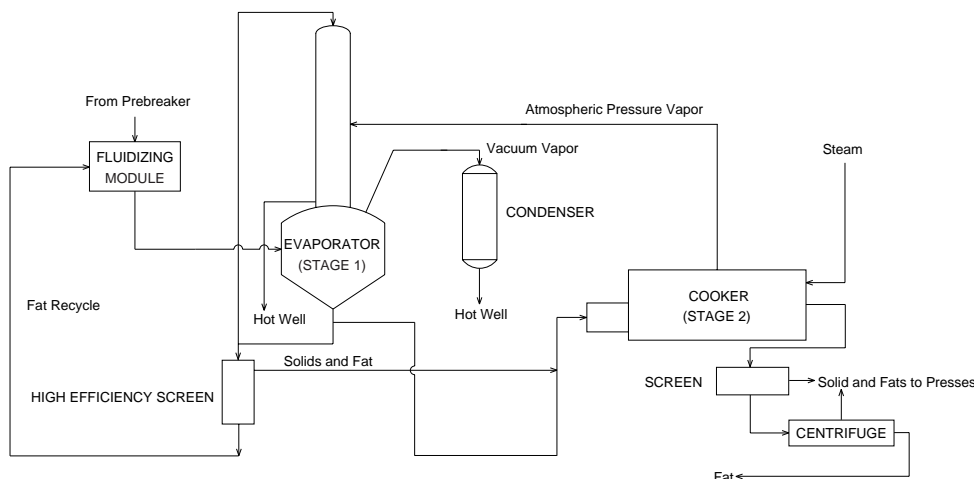 From Prebreaker
FLUIDIZING
MODULE
Atmospheric Pressure Vapor
Vacuum Vapor
Steam
CONDENSER
EVAPORATOR
(STAGE 1)
Fat Recycle
Hot Well
Hot Well
COOKER
(STAGE 2)
Solids and Fat
HIGH EFFICIENCY SCREEN
SCREEN
Solid and Fats to Presses
CENTRIFUGE
Fat